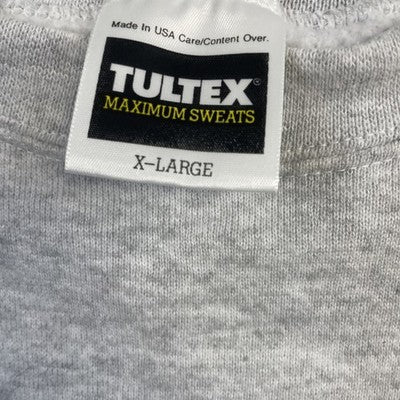 Made In USA Care/Content Over.
TULTEX®
MAXIMUM SWEATS
X-LARGE